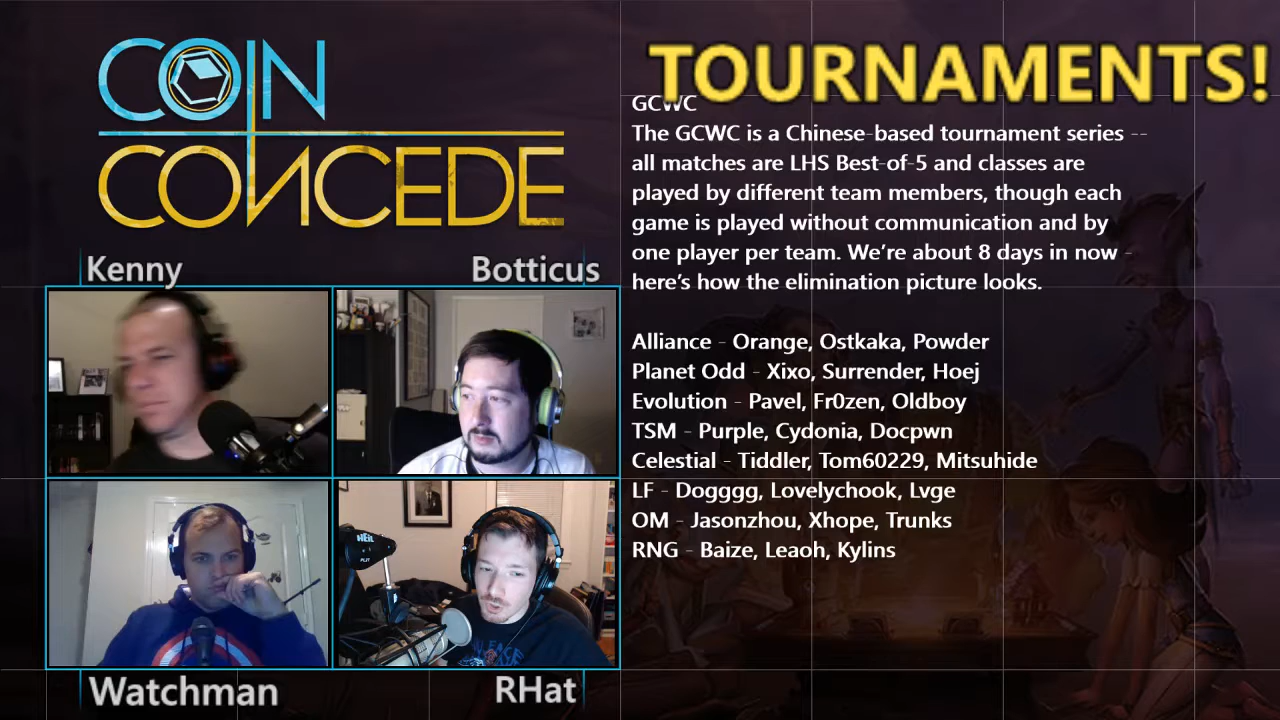 COIN
CONCEDE
TOURNAMENTS!
GCWC
The GCWC is a Chinese-based tournament series --
all matches are LHS Best-of-5 and classes are
played by different team members, though each
game is played without communication and by
one player per team. We're about 8 days in now -
here's how the elimination picture looks.
Alliance - Orange, Ostkaka, Powder
Planet Odd - Xixo, Surrender, Hoej
Evolution - Pavel, Fr0zen, Oldboy
TSM - Purple, Cydonia, Docpwn
Celestial - Tiddler, Tom60229, Mitsuhide
LF - Dogggg, Lovelychook, Lvge
OM - Jasonzhou, Xhope, Trunks
RNG - Baize, Leaoh, Kylins
Kenny
Botticus
NEiL
Watchman
RHat